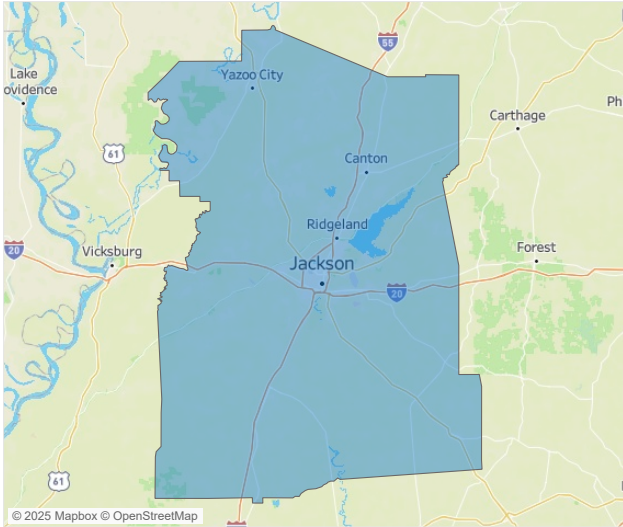 55
Yazoo City
Lake
ovidence
Ph
Carthage
61
Canton
Ridgeland
20
Vicksburg
Forest
Jackson
20
61
© 2025 Mapbox © OpenStreetMap